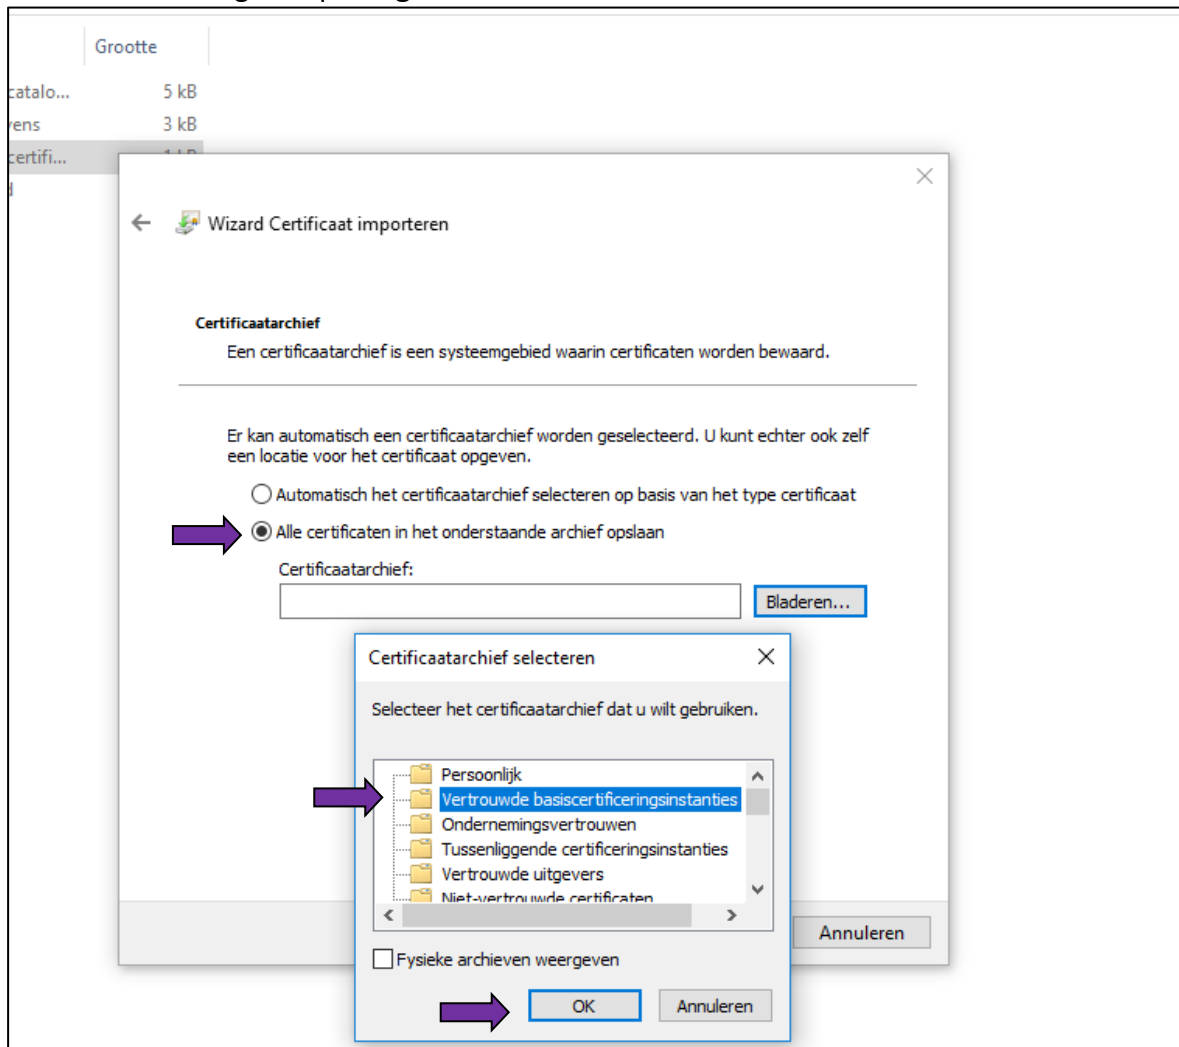 Grootte
catalo... 5 kB
vens 3 kB
certifi...
Wizard Certificaat importeren
Certificaatarchief
Een certificaatarchief is een systeemgebied waarin certificaten worden bewaard.
Er kan automatisch een certificaatarchief worden geselecteerd. U kunt echter ook zelf
een locatie voor het certificaat opgeven.
Automatisch het certificaatarchief selecteren op basis van het type certificaat
Alle certificaten in het onderstaande archief opslaan
Certificaatarchief:
Bladeren...
Certificaatarchief selecteren
Selecteer het certificaatarchief dat u wilt gebruiken.
Persoonlijk
Vertrouwde basiscertificeringsinstanties
Ondernemingsvertrouwen
Tussenliggende certificeringsinstanties
Vertrouwde uitgevers
Niet-vertrouwde certificaten
Annuleren
Fysieke archieven weergeven
OK Annuleren